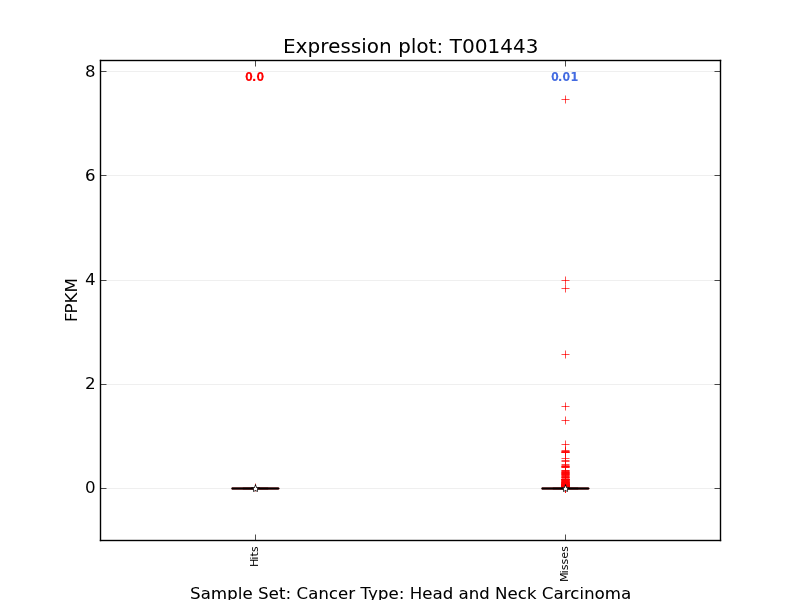 Expression plot: T001443
8
0.0
0.01
6
4
2
0
FPKM
Hits
Misses
Sample Set: Cancer Type: Head and Neck Carcinoma